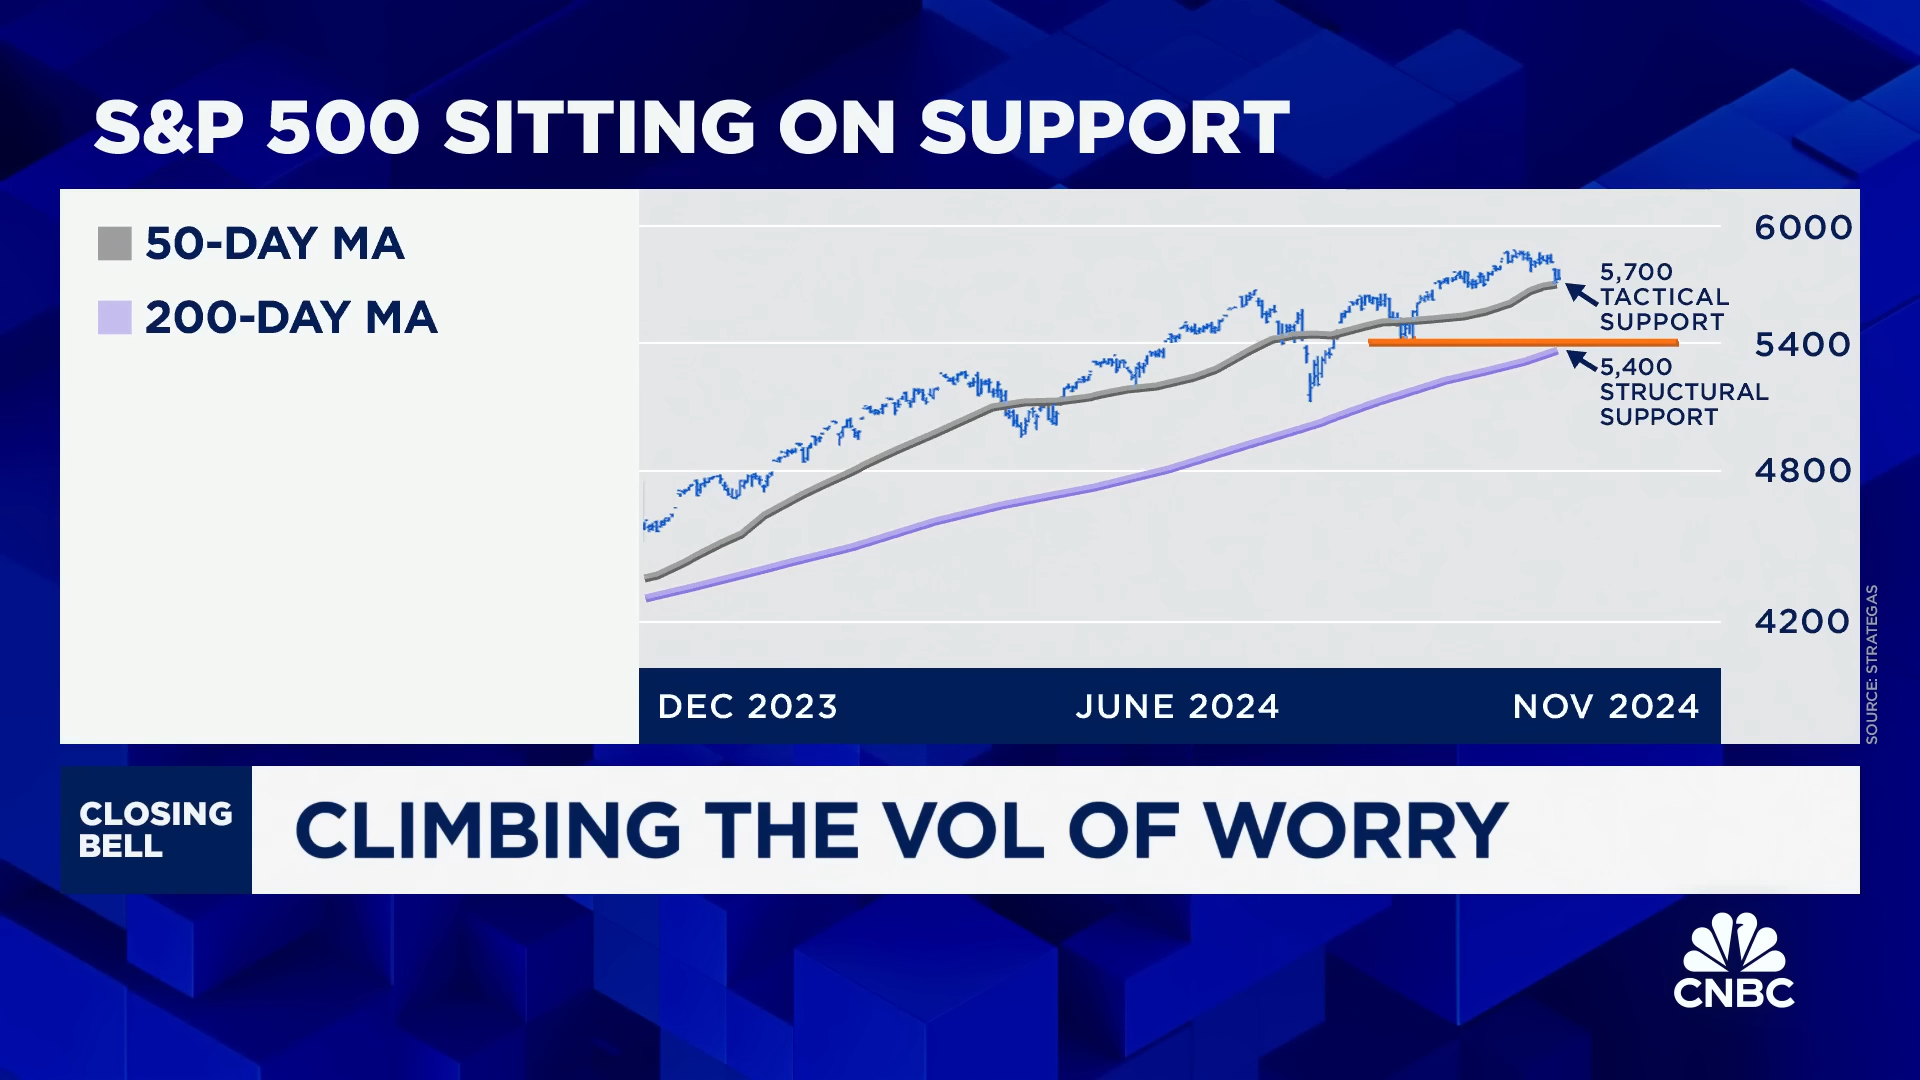 S&P 500 SITTING ON SUPPORT
50-DAY MA
200-DAY MA
6000
5400
4800
4200
5,700
TACTICAL
SUPPORT
5,400
STRUCTURAL
SUPPORT
DEC 2023
JUNE 2024
NOV 2024
SOURCE: STRATEGAS
CLOSING
BELL
CLIMBING THE VOL OF WORRY
CNBC